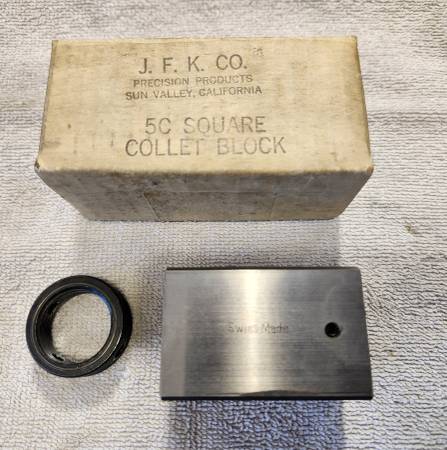 J. F. K. CO.
PRECISION PRODUCTS
SUN VALLEY, CALIFORNIA
5C SQUARE
COLLET BLOCK
Swiss Made